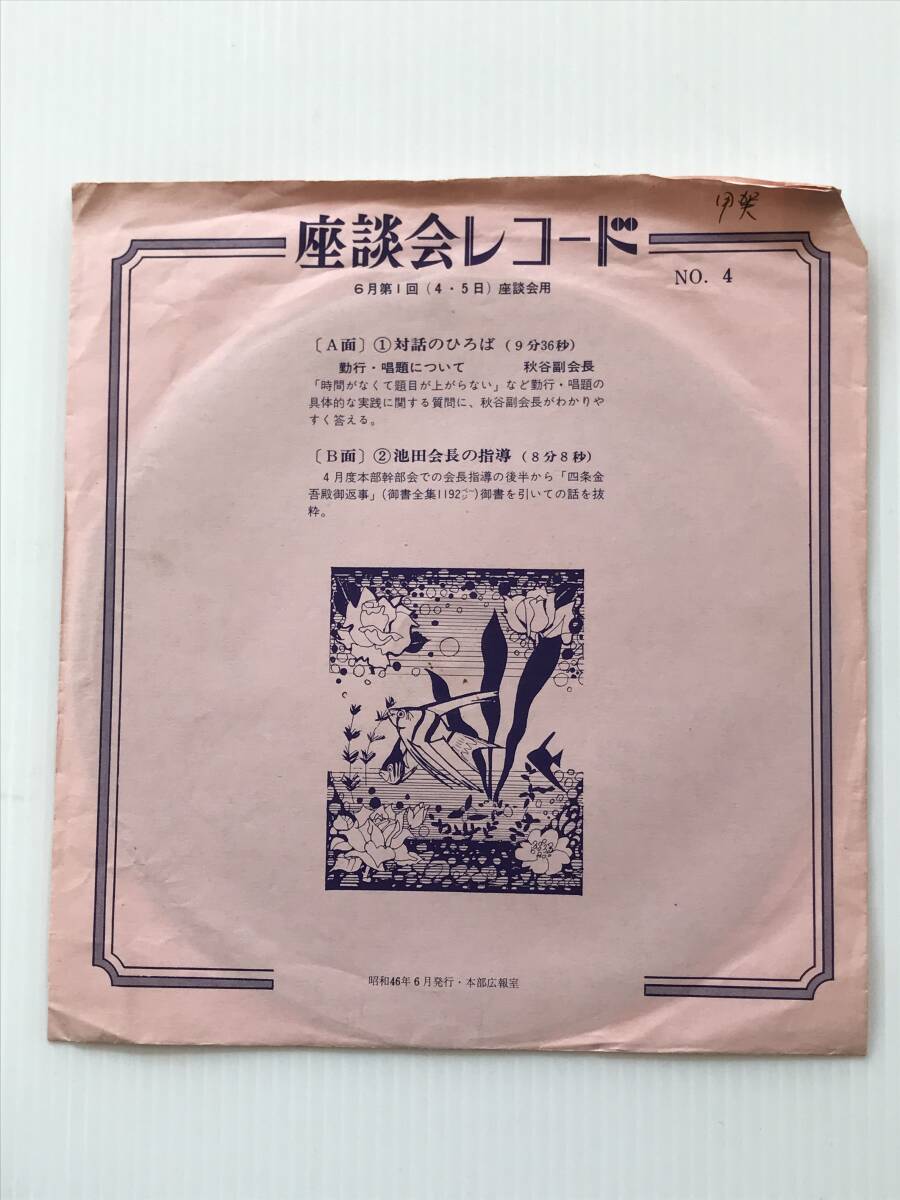 甲賀
座談会レコード
NO. 4
6月第1回(4・5日)座談会用
〔A面〕①対話のひろば(9分36秒)
勤行・唱題について 秋谷副会長
「時間がなくて題目が上がらない」など勤行・唱題の
具体的な実践に関する質問に、秋谷副会長がわかりや
すく答える。
〔B面〕②池田会長の指導(8分8秒)
4月度本部幹部会での会長指導の後半から「四条金
吾殿御返事」(御書全集1192ページ)御書を引いての話を抜
粋。
昭和46年6月発行・本部広報室